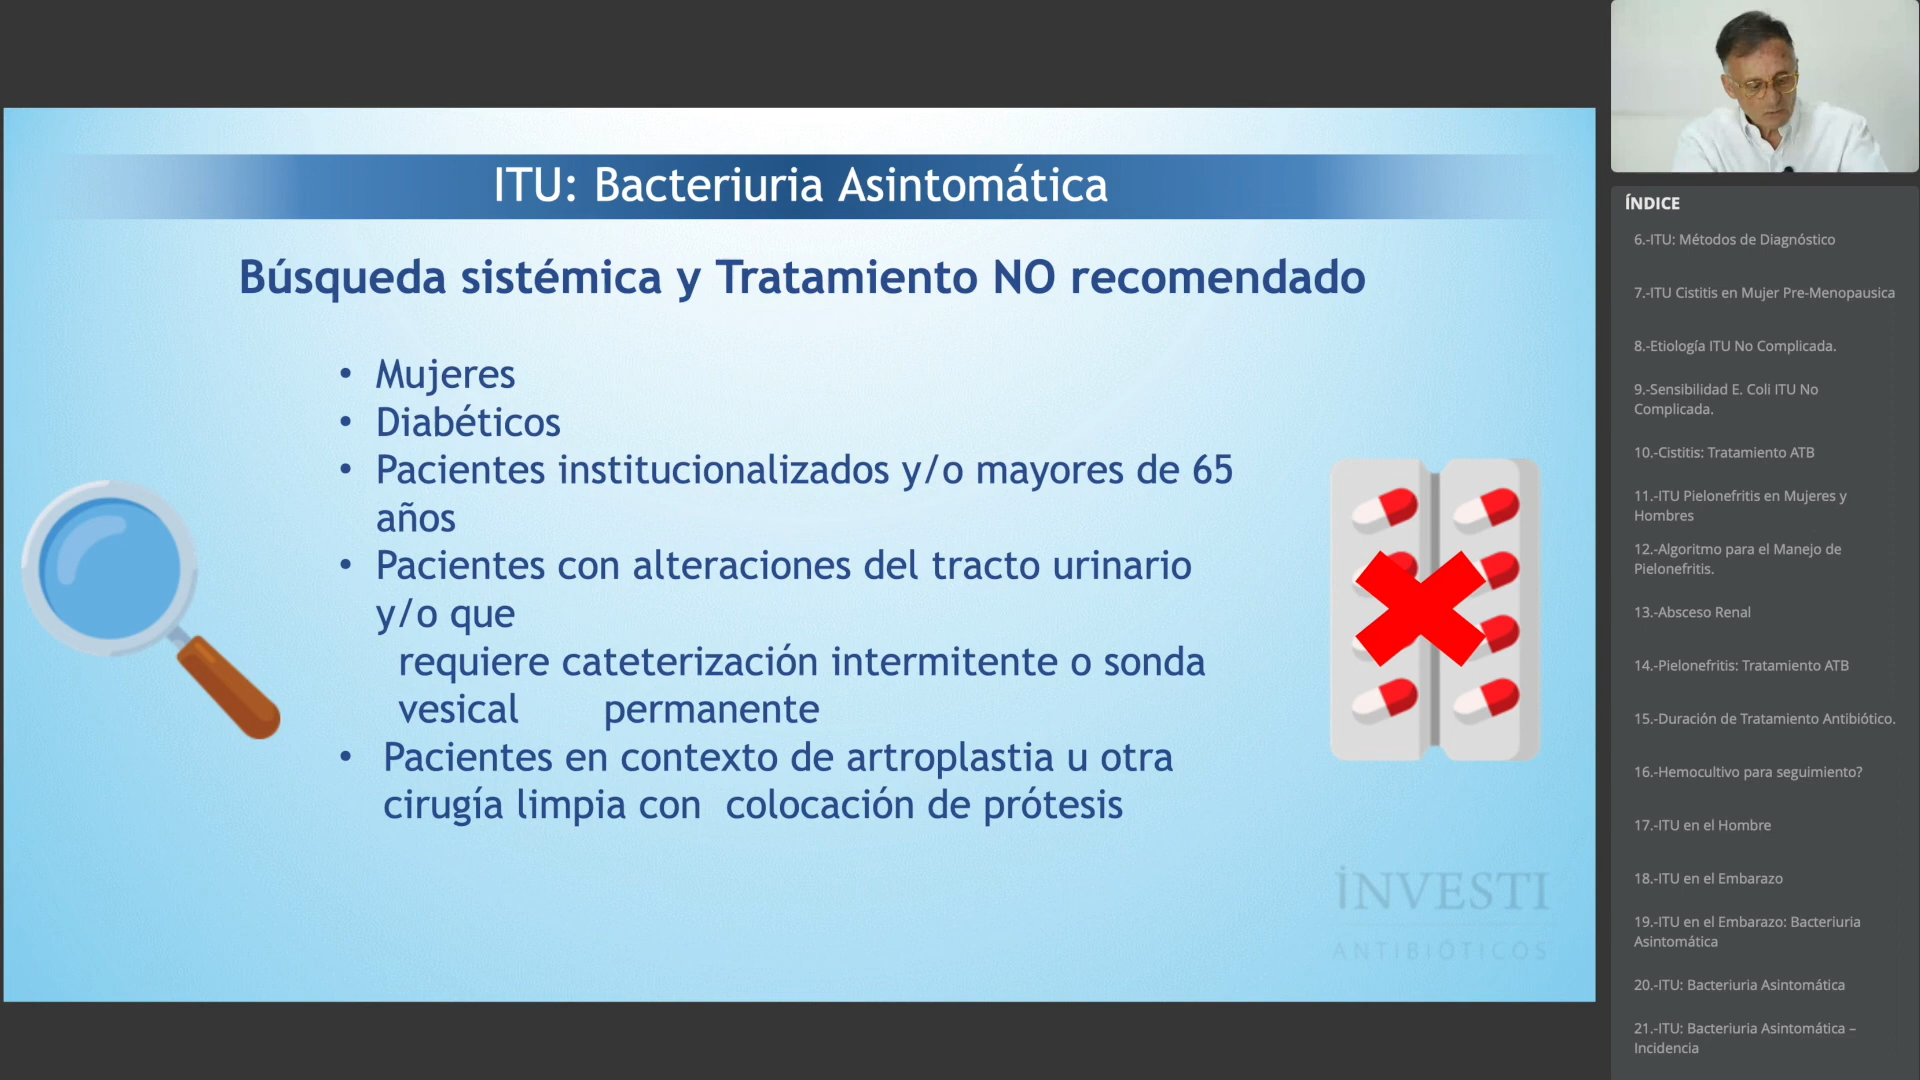 ITU: Bacteriuria Asintomática
Búsqueda sistémica y Tratamiento NO recomendado
• Mujeres
• Diabéticos
• Pacientes institucionalizados y/o mayores de 65
años
• Pacientes con alteraciones del tracto urinario
y/o que
requiere cateterización intermitente o sonda
vesical permanente
• Pacientes en contexto de artroplastia u otra
cirugía limpia con colocación de prótesis
INVESTI
ANTIBIÓTICOS
ÍNDICE
6.-ITU: Métodos de Diagnóstico
7.-ITU Cistitis en Mujer Pre-Menopausica
8.-Etiología ITU No Complicada.
9.-Sensibilidad E. Coli ITU No
Complicada.
10.-Cistitis: Tratamiento ATB
11.-ITU Pielonefritis en Mujeres y
Hombres
12.-Algoritmo para el Manejo de
Pielonefritis.
13.-Absceso Renal
14.-Pielonefritis: Tratamiento ATB
15.-Duración de Tratamiento Antibiótico.
16.-Hemocultivo para seguimiento?
17.-ITU en el Hombre
18.-ITU en el Embarazo
19.-ITU en el Embarazo: Bacteriuria
Asintomática
20.-ITU: Bacteriuria Asintomática
21.-ITU: Bacteriuria Asintomática –
Incidencia